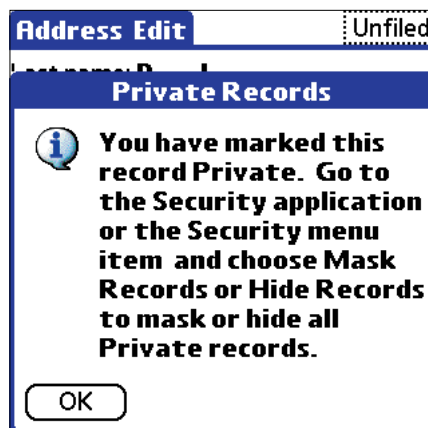 Address Edit Unfiled
Private Records
You have marked this
record Private. Go to
the Security application
or the Security menu
item and choose Mask
Records or Hide Records
to mask or hide all
Private records.
OK